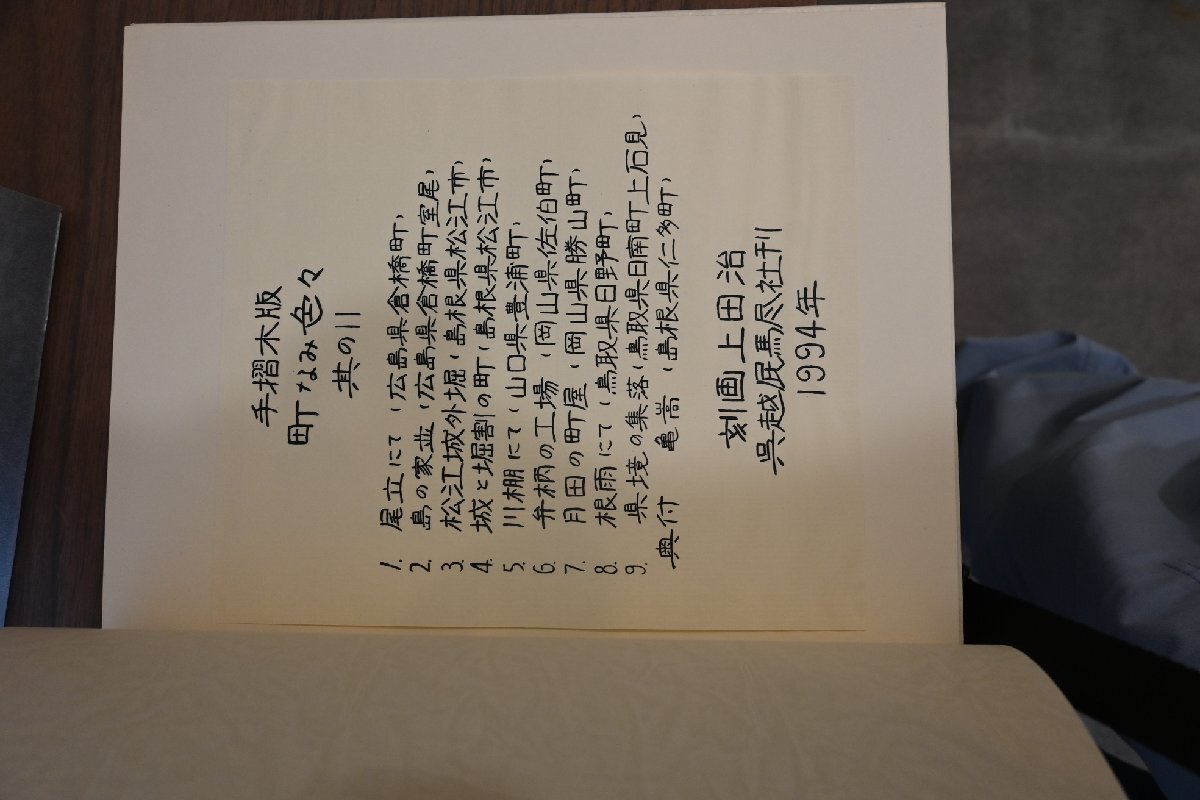 手摺木版
町なみ色々
其の川
1. 尾立にて（広島県倉橋町）
2. 島の家並（広島県倉橋町室尾）
3. 松江城外堀（島根県松江市）
4. 城と堀割の町（島根県松江市）
5. 川棚にて（山口県豊浦町）
6. 弁柄の工場（岡山県佐伯町）
7. 月田の町屋（岡山県勝山町）
8. 根雨にて（鳥取県日野町）
9. 県境の集落（鳥取県日南町上石見）
奥付 亀嵩（島根県仁多町）
刻画 上田治
呉越屁馬尽社刊
1994年